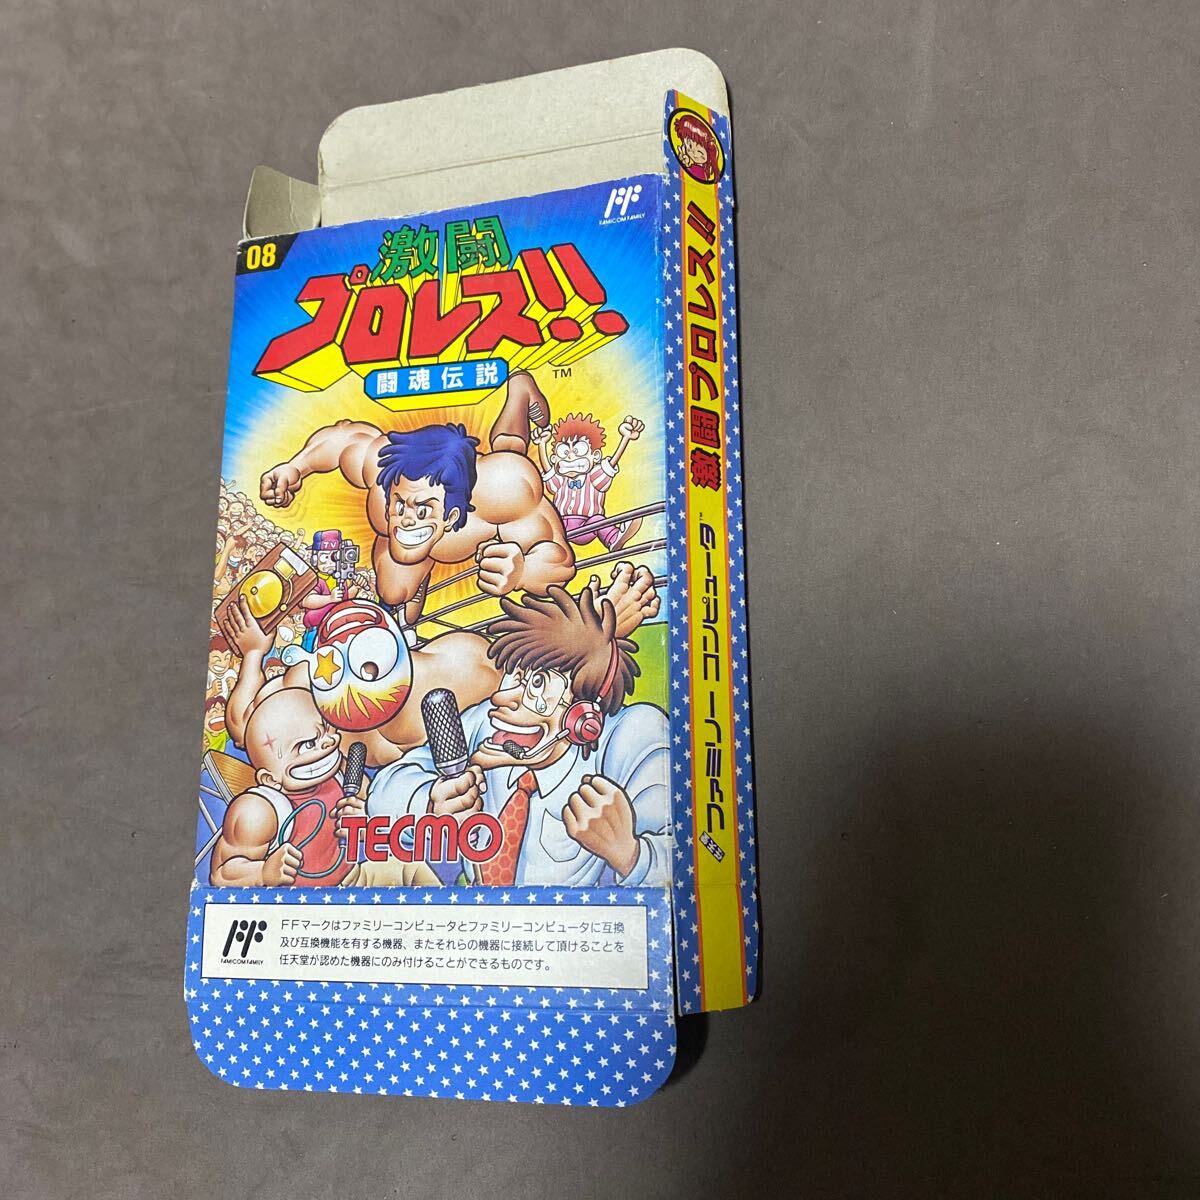 08
FF
FAMICOM FAMILY
激闘
プロレス!!
闘魂伝説
TM
TV
TECMO
FF
FAMICOM FAMILY
FFマークはファミリーコンピュータとファミリーコンピュータに互換
及び互換機能を有する機器、またそれらの機器に接続して頂けることを
任天堂が認めた機器にのみ付けることができるものです。
激闘プロレス!!
ファミリーコンピュータ™